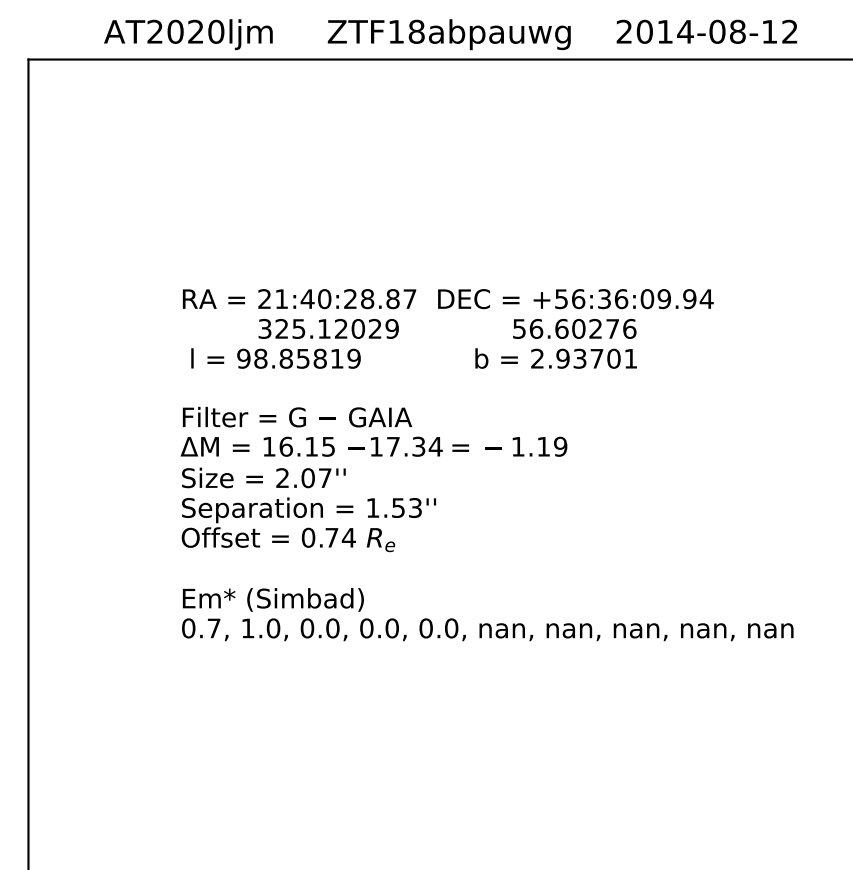 AT2020ljm ZTF18abpauwg 2014-08-12
RA = 21:40:28.87 DEC = +56:36:09.94
325.12029 56.60276
l = 98.85819 b = 2.93701
Filter = G − GAIA
ΔM = 16.15 −17.34 = − 1.19
Size = 2.07''
Separation = 1.53''
Offset = 0.74 Rₑ
Em* (Simbad)
0.7, 1.0, 0.0, 0.0, 0.0, nan, nan, nan, nan, nan